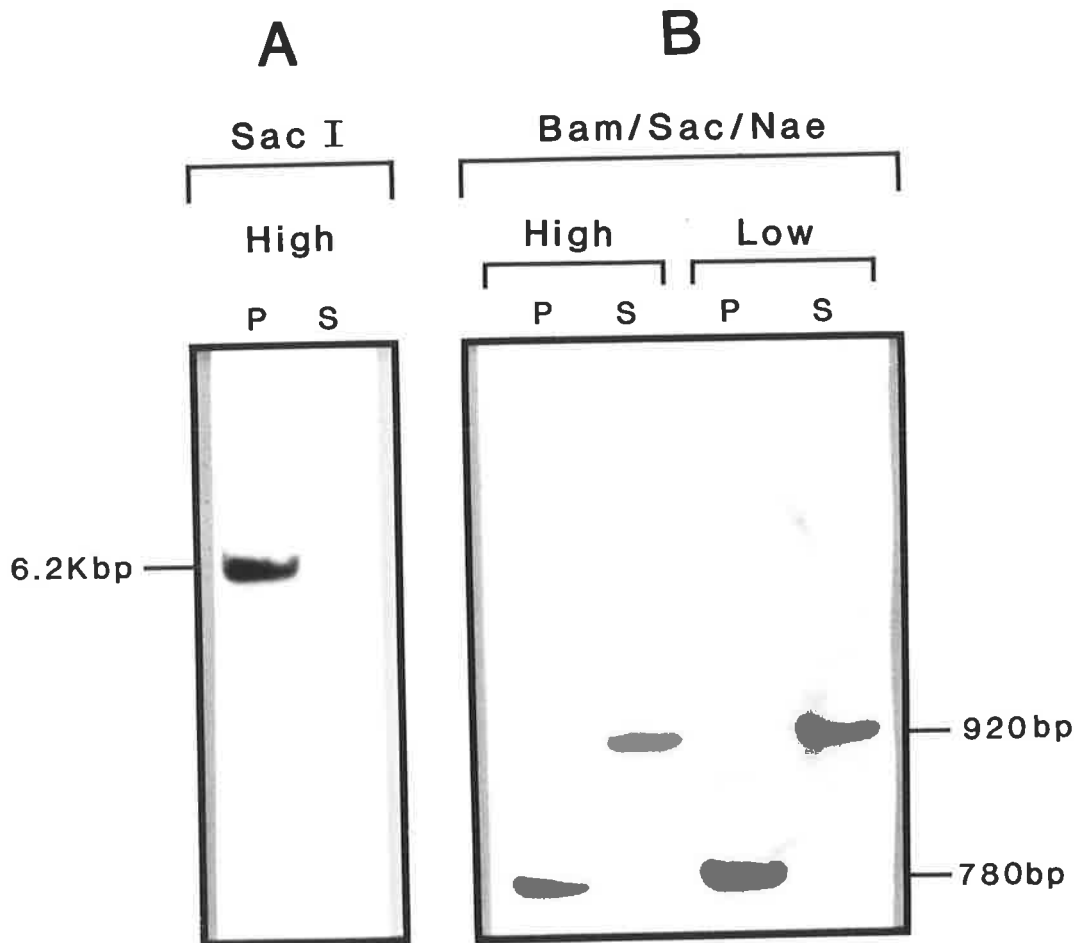 A
B
Sac I
Bam/Sac/Nae
High
High
Low
P S
P S P S
6.2Kbp
920bp
780bp